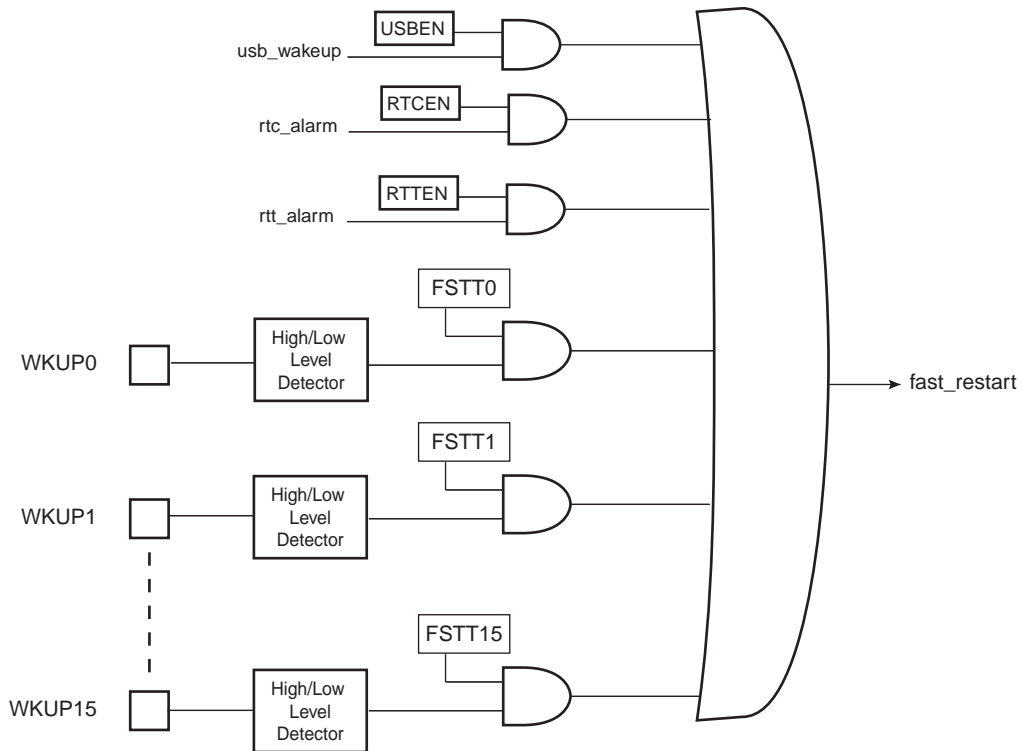 USBEN
usb_wakeup
RTCEN
rtc_alarm
RTTEN
rtt_alarm
FSTT0
WKUP0
High/Low
Level
Detector
fast_restart
FSTT1
WKUP1
High/Low
Level
Detector
FSTT15
WKUP15
High/Low
Level
Detector